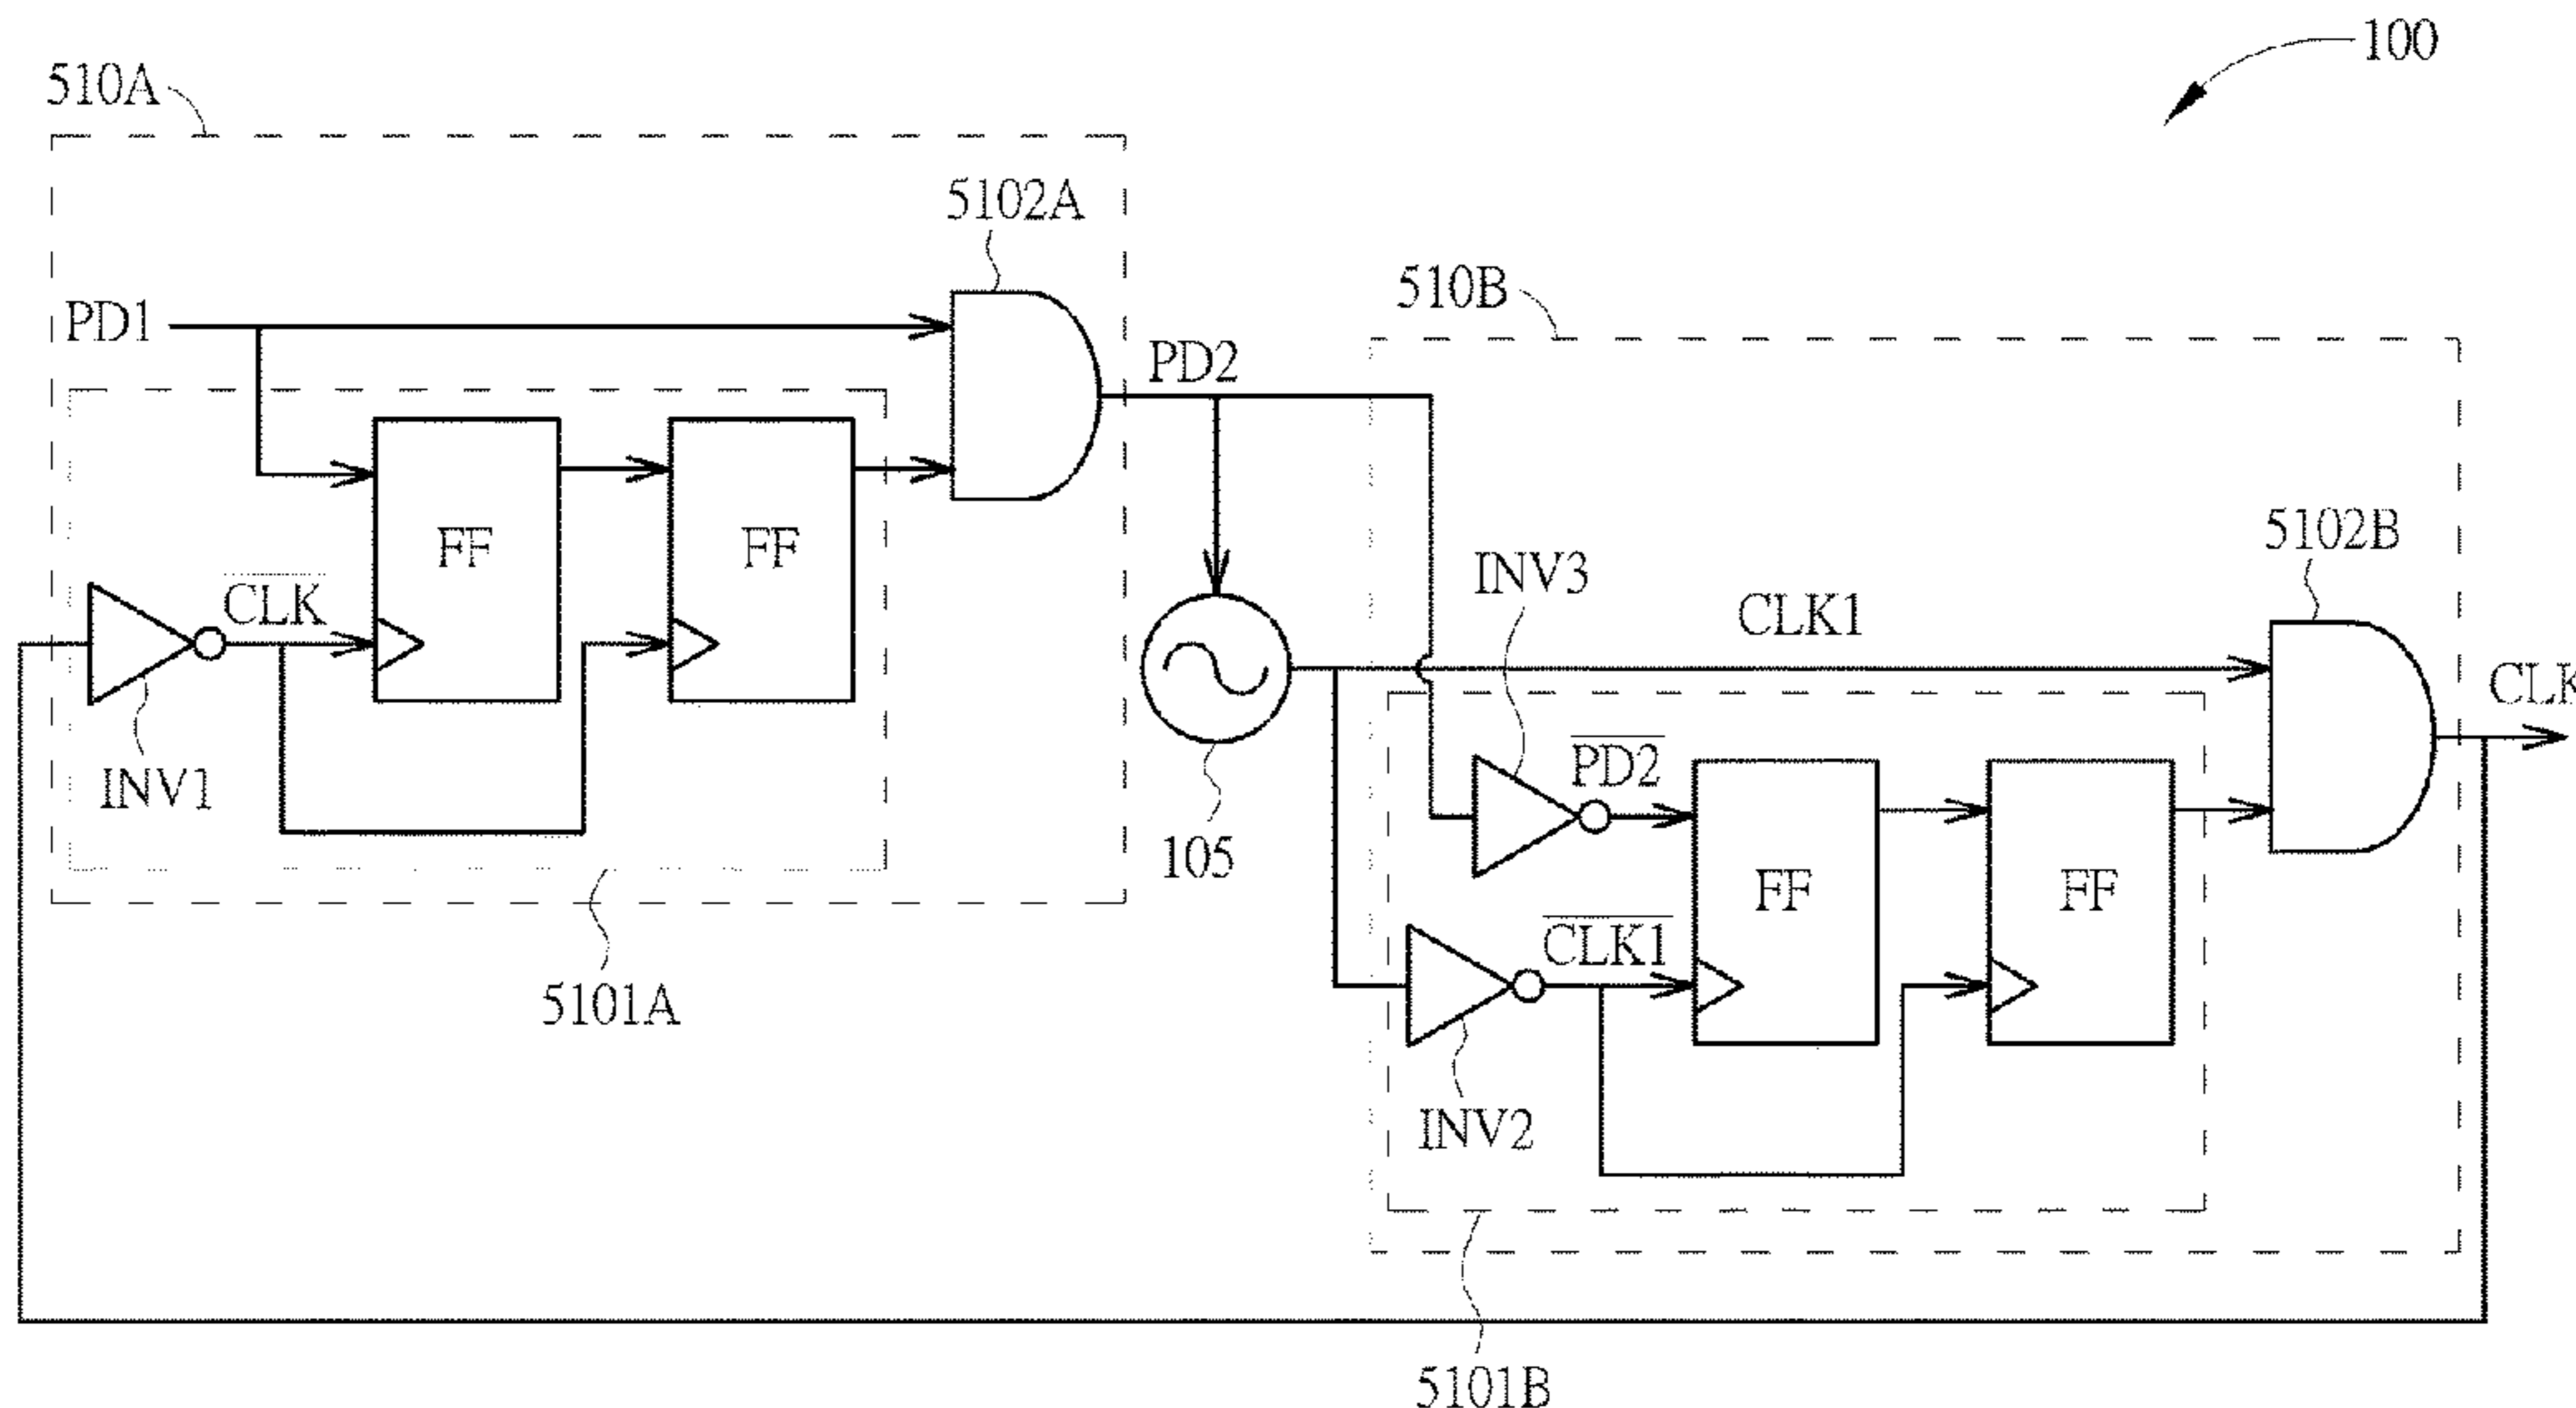 100
510A
5102A
PD1
510B
PD2
5102B
FF
FF
INV3
CLK
CLK1
CLK
PD2
INV1
105
FF
FF
CLK1
5101A
INV2
5101B